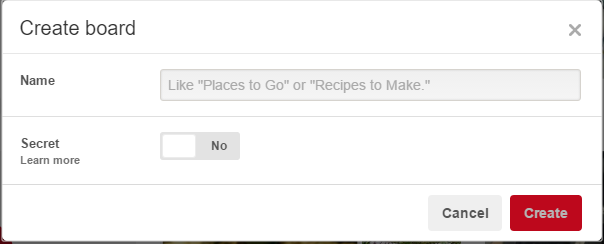 Create board
×
Name
Like "Places to Go" or "Recipes to Make."
Secret
No
Learn more
Cancel
Create